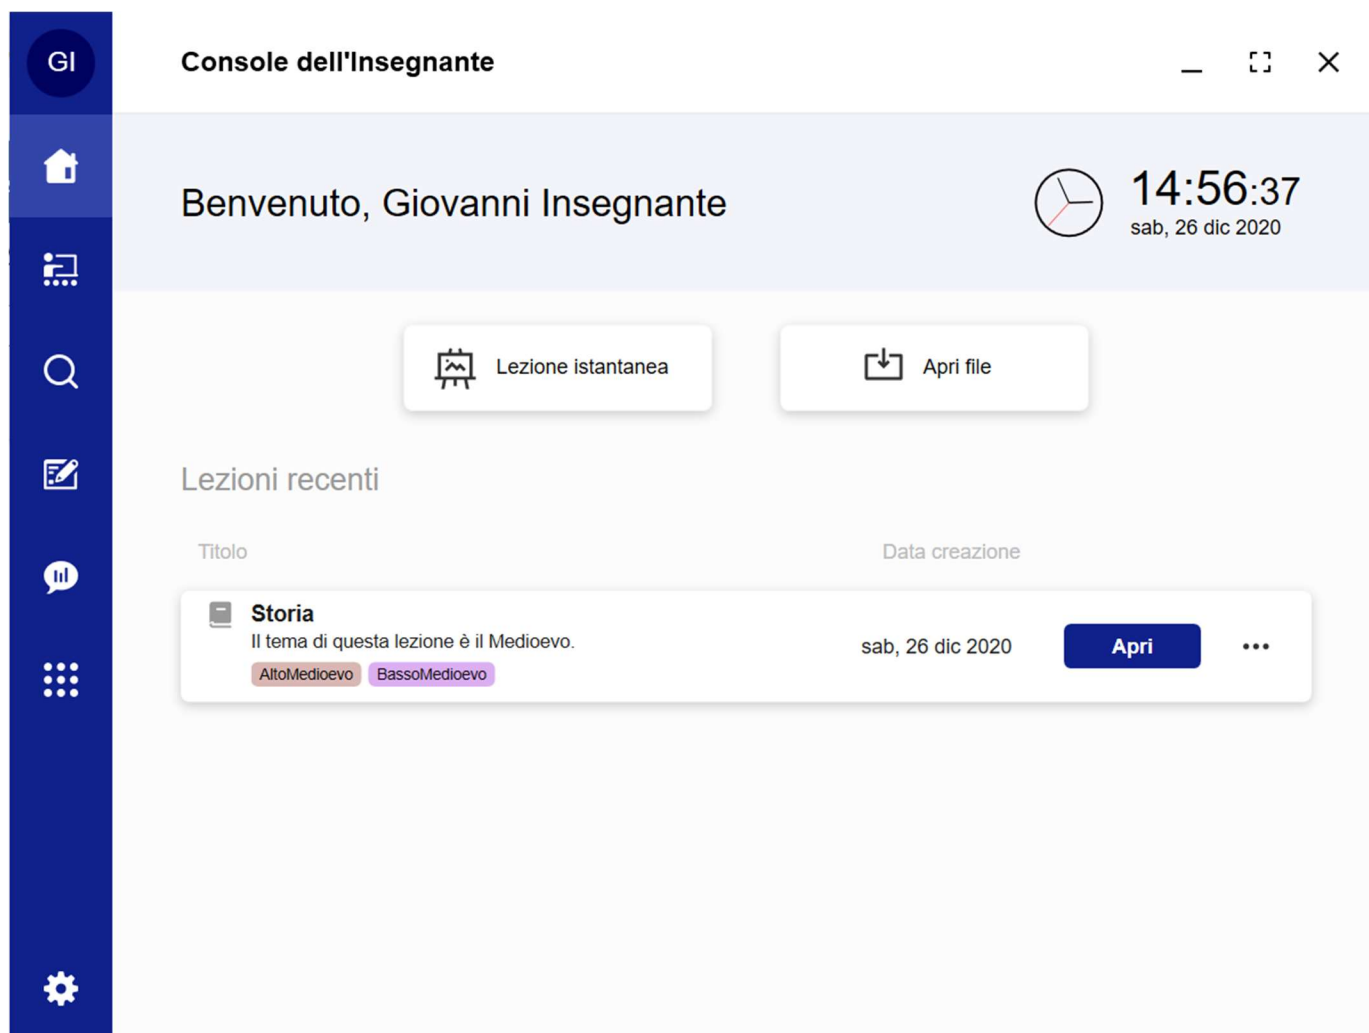 GI
Console dell'Insegnante
Benvenuto, Giovanni Insegnante
14:56:37
sab, 26 dic 2020
Lezione istantanea
Apri file
Lezioni recenti
Titolo
Data creazione
Storia
Il tema di questa lezione è il Medioevo.
sab, 26 dic 2020
Apri
AltoMedioevo
BassoMedioevo